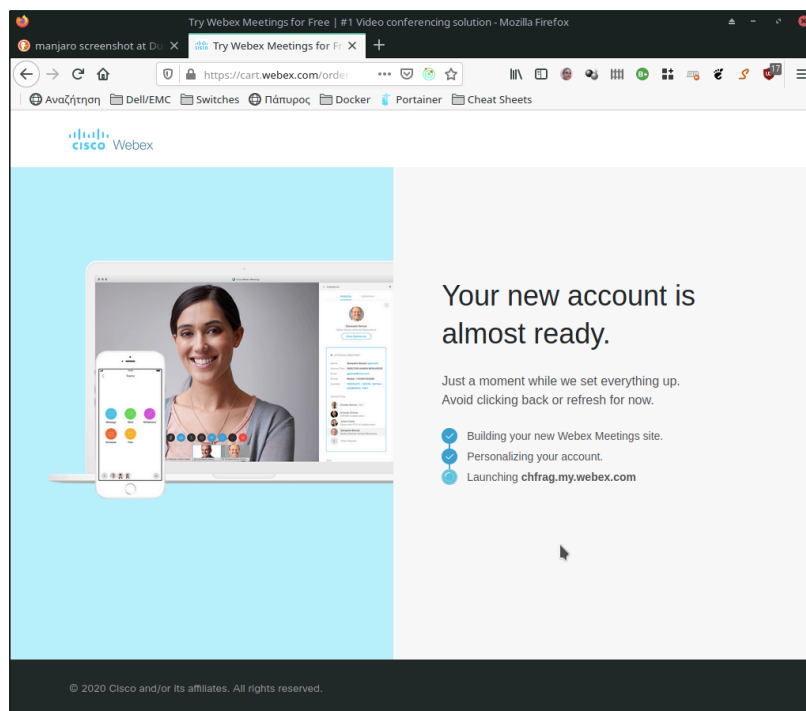 Try Webex Meetings for Free | #1 Video conferencing solution - Mozilla Firefox
manjaro screenshot at Du
Try Webex Meetings for Fr
https://cart.webex.com/order
17
Αναζήτηση Dell/EMC Switches Πάπυρος Docker Portainer Cheat Sheets
CISCO Webex
Your new account is
almost ready.
Just a moment while we set everything up.
Avoid clicking back or refresh for now.
Building your new Webex Meetings site.
Personalizing your account.
Launching chfrag.my.webex.com
Teams
© 2020 Cisco and/or its affiliates. All rights reserved.